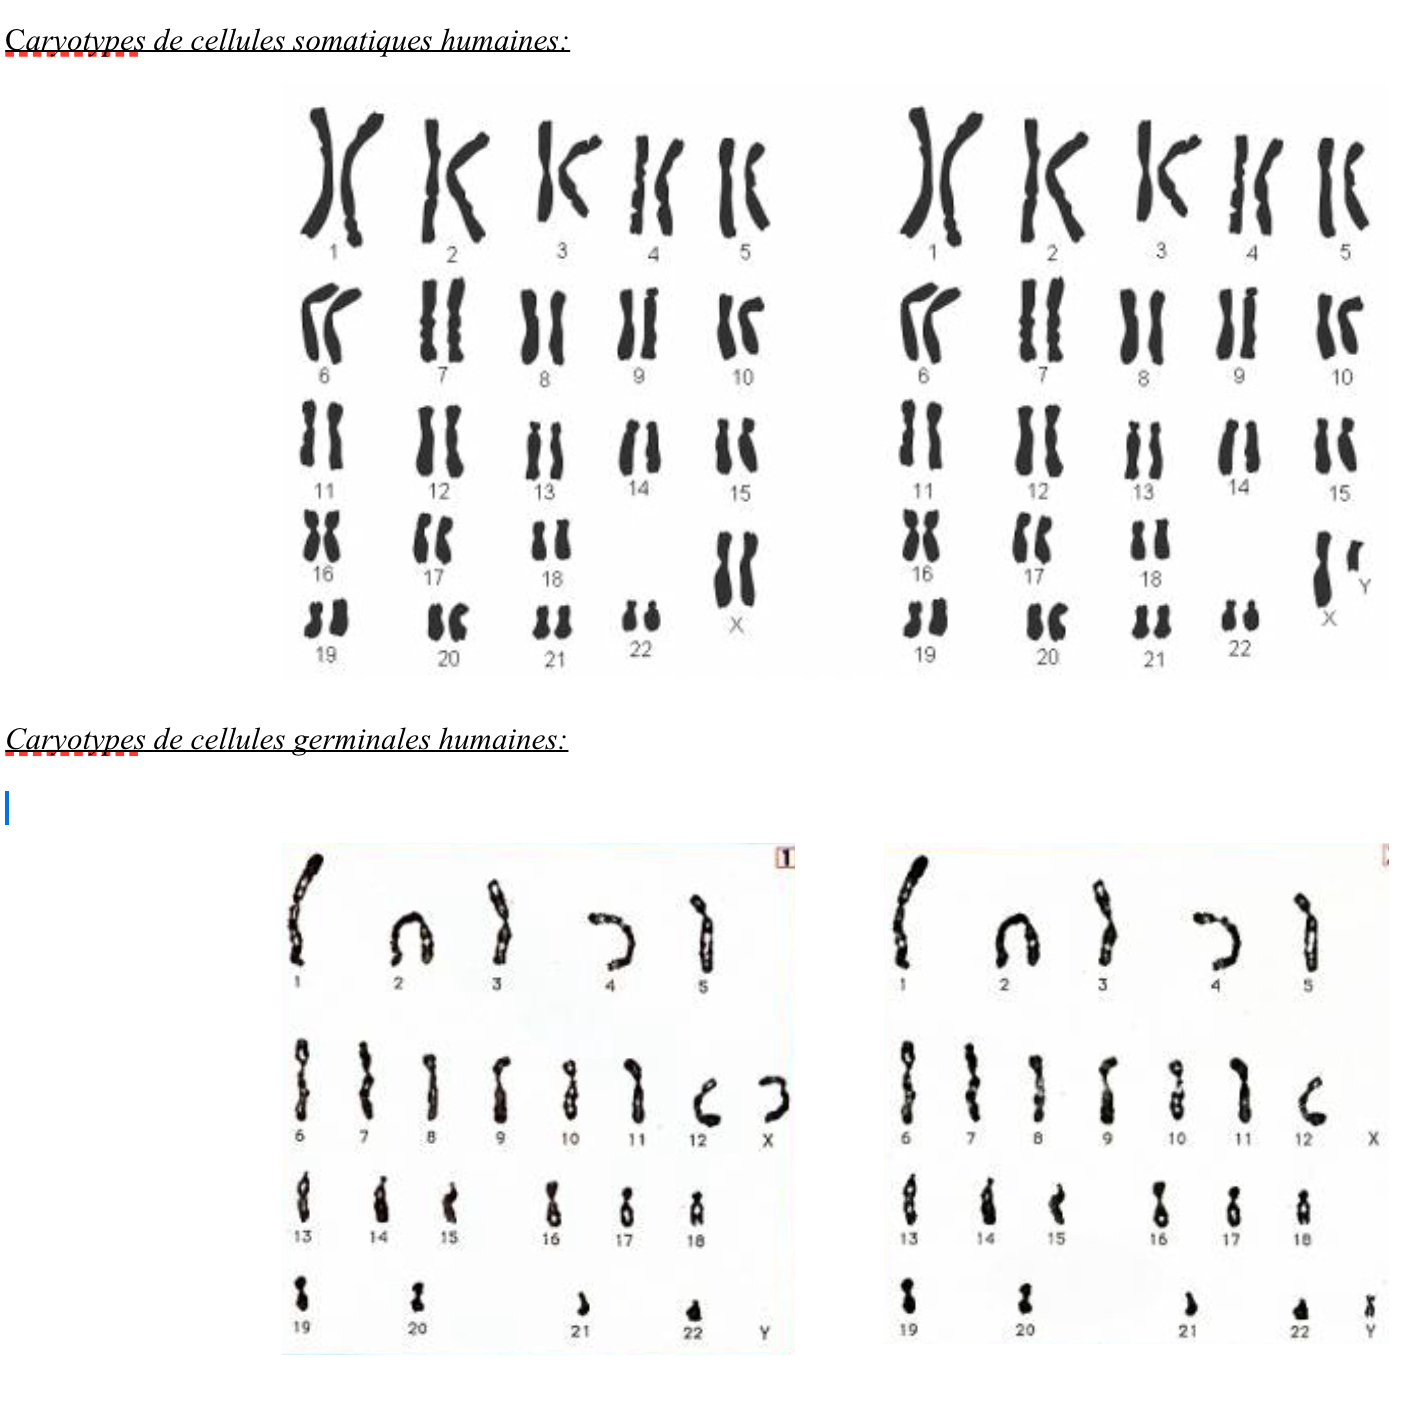 Caryotypes de cellules somatiques humaines:
1 2 3 4 5
6 7 8 9 10
11 12 13 14 15
16 17 18 X
19 20 21 22
1 2 3 4 5
6 7 8 9 10
11 12 13 14 15
16 17 18 X Y
19 20 21 22
Caryotypes de cellules germinales humaines:
1
1 2 3 4 5
6 7 8 9 10 11 12 X
13 14 15 16 17 18
19 20 21 22 Y
1 2 3 4 5
6 7 8 9 10 11 12 X
13 14 15 16 17 18
19 20 21 22 Y